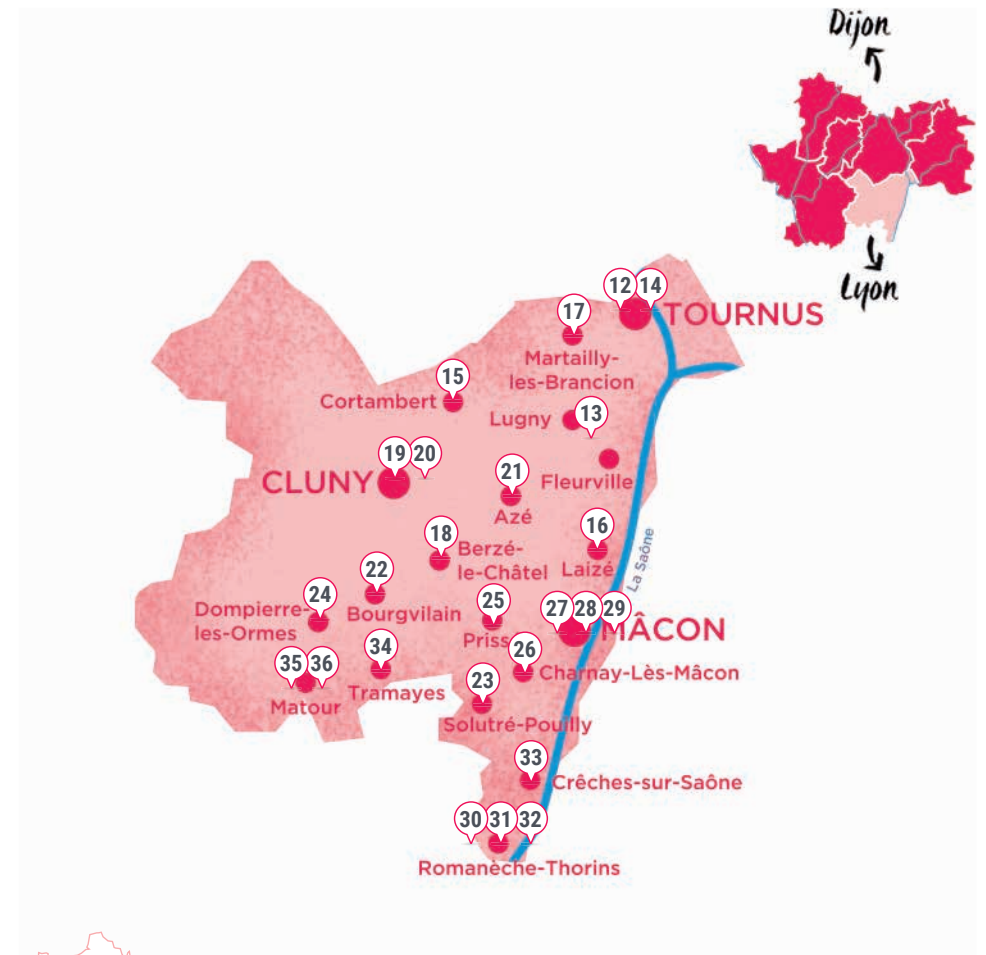 Dijon
Lyon
12
14
TOURNUS
17
Martailly-
les-Brancion
15
Cortambert
Lugny
13
19
20
CLUNY
21
Azé
Fleurville
18
Berzé-
le-Châtel
16
Laizé
La Saône
22
Bourgvilain
24
Dompierre-
les-Ormes
25
Priss
27
28
29
MÂCON
26
Charnay-Lès-Mâcon
34
Tramayes
35
36
Matour
23
Solutré-Pouilly
33
Crêches-sur-Saône
30
31
32
Romanèche-Thorins